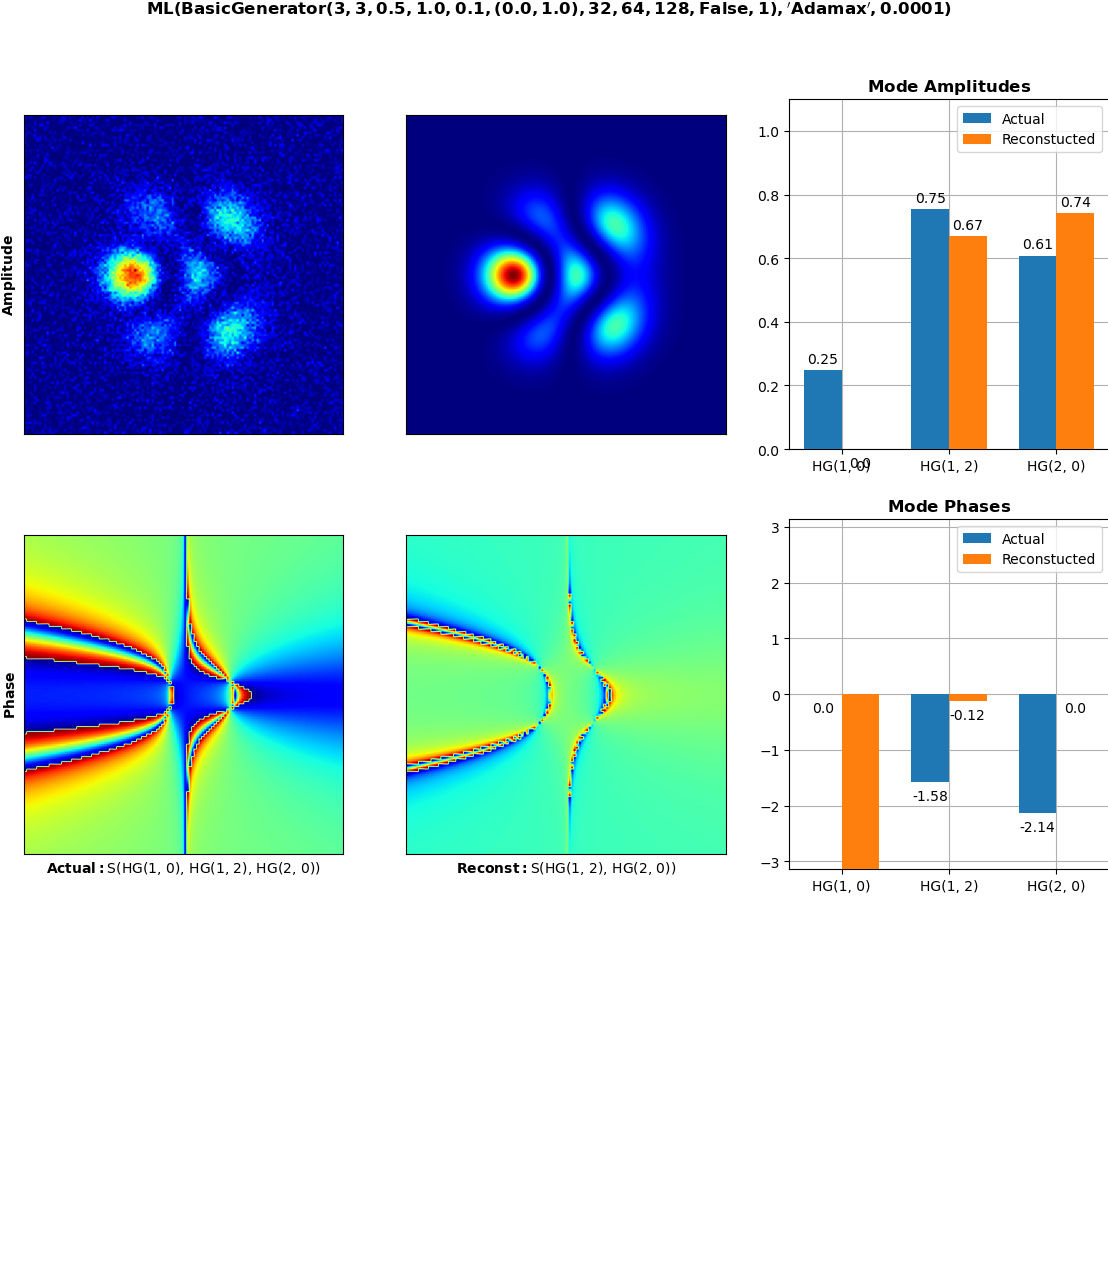 ML(BasicGenerator(3, 3, 0.5, 1.0, 0.1, (0.0, 1.0), 32, 64, 128, False, 1), ′Adamax′, 0.0001)
Amplitude
Mode Amplitudes
Actual
Reconstucted
1.0
0.8
0.6
0.4
0.2
0.0
0.25
0.0
0.75
0.67
0.61
0.74
HG(1, 0)
HG(1, 2)
HG(2, 0)
Phase
Actual: S(HG(1, 0), HG(1, 2), HG(2, 0))
Reconst: S(HG(1, 2), HG(2, 0))
Mode Phases
Actual
Reconstucted
3
2
1
0
−1
−2
−3
0.0
-1.58
-0.12
-2.14
0.0
HG(1, 0)
HG(1, 2)
HG(2, 0)